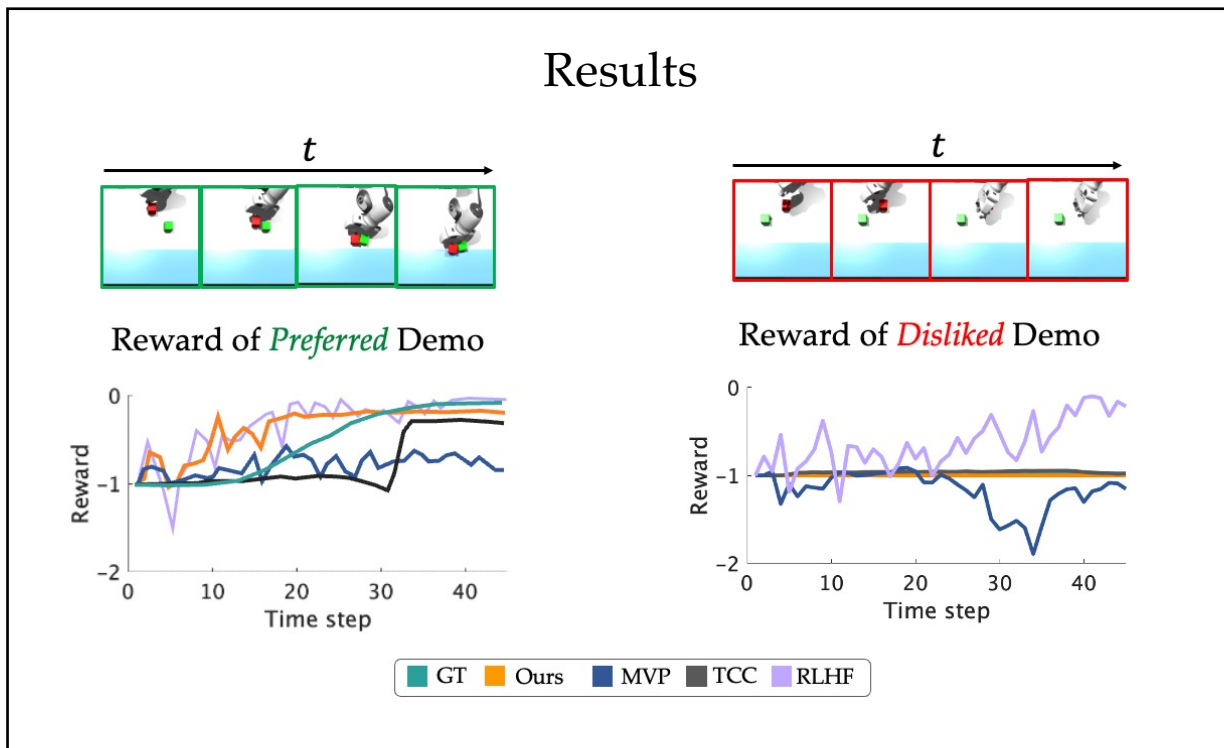 Results
t
t
Reward of Preferred Demo
Reward of Disliked Demo
0
-1
-2
Reward
0
10
20
30
40
Time step
0
-1
-2
Reward
0
10
20
30
40
Time step
GT Ours MVP TCC RLHF